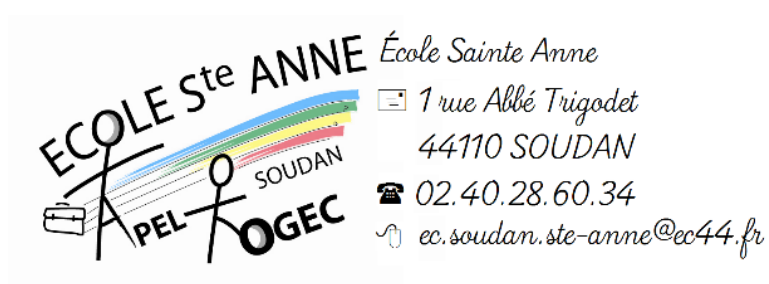 ECOLE Ste ANNE
SOUDAN
APEL OGEC
École Sainte Anne
1 rue Abbé Trigodet
44110 SOUDAN
02.40.28.60.34
ec.soudan.ste-anne@ec44.fr